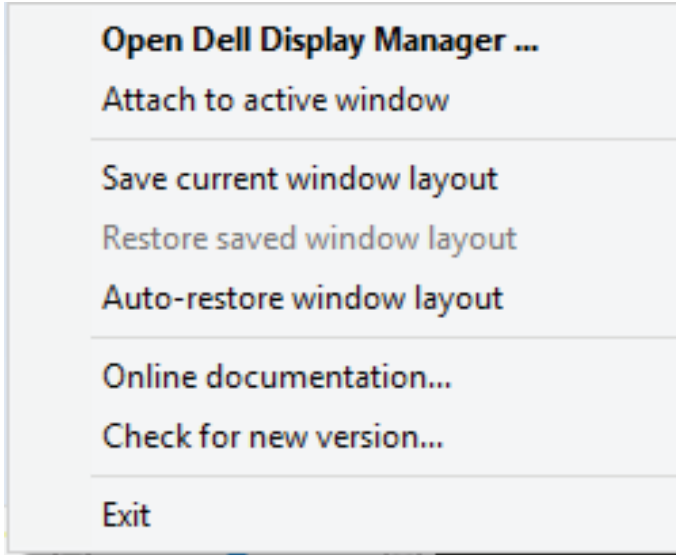 Open Dell Display Manager ...
Attach to active window
Save current window layout
Restore saved window layout
Auto-restore window layout
Online documentation...
Check for new version...
Exit